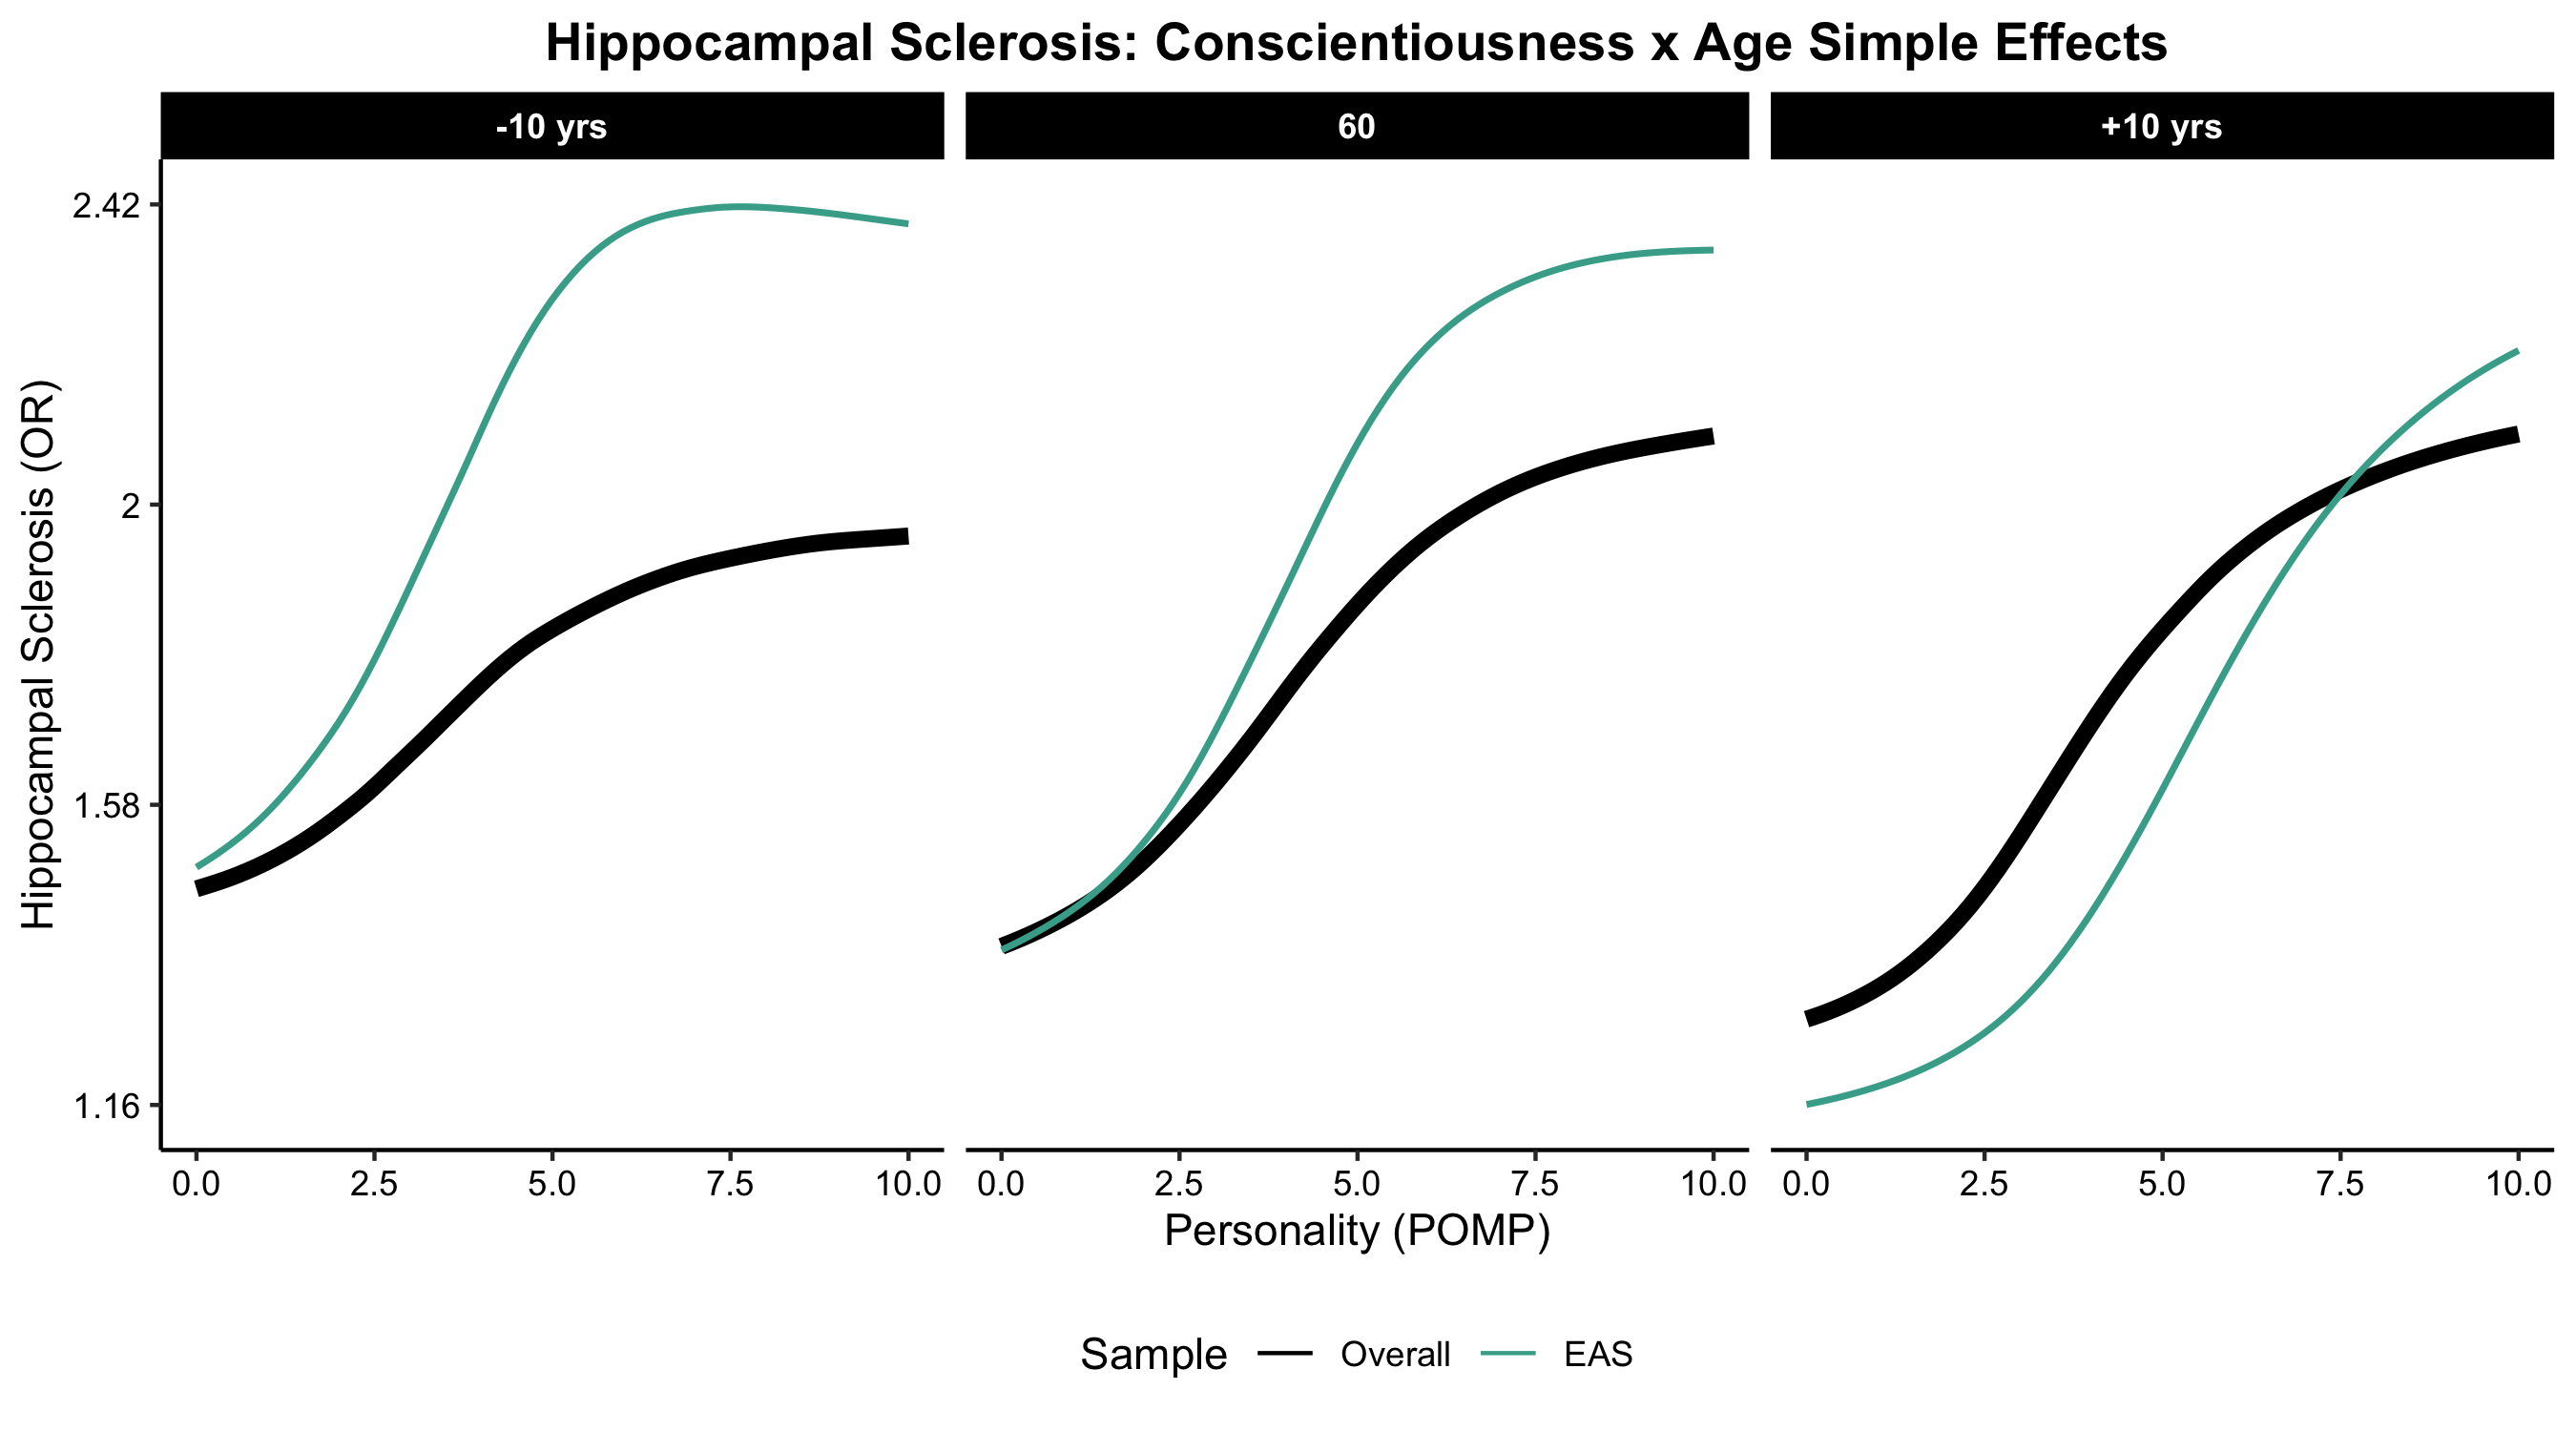 Hippocampal Sclerosis: Conscientiousness x Age Simple Effects
-10 yrs
60
+10 yrs
Hippocampal Sclerosis (OR)
2.42
2
1.58
1.16
0.0 2.5 5.0 7.5 10.0
0.0 2.5 5.0 7.5 10.0
0.0 2.5 5.0 7.5 10.0
Personality (POMP)
Sample Overall EAS